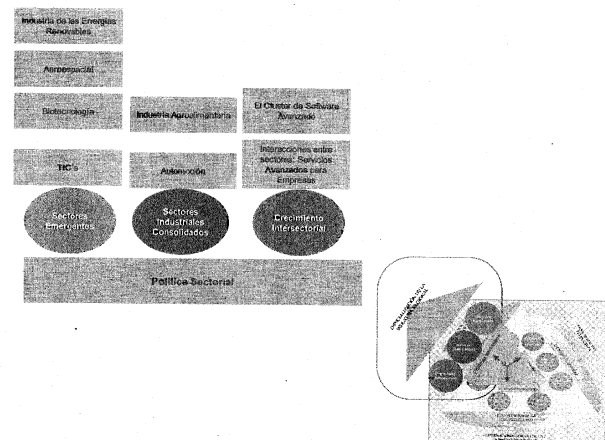 Industria de las Energías
Renovables
Aeroespacial
Biotecnología
Industria Agroalimentaria
El Cluster de Software
Avanzado
TIC´s
Automoción
Interacciones entre
sectores: Servicios
Avanzados para
Empresas
Sectores
Emergentes
Sectores
Industriales
Consolidados
Crecimiento
Intersectorial
Política Sectorial